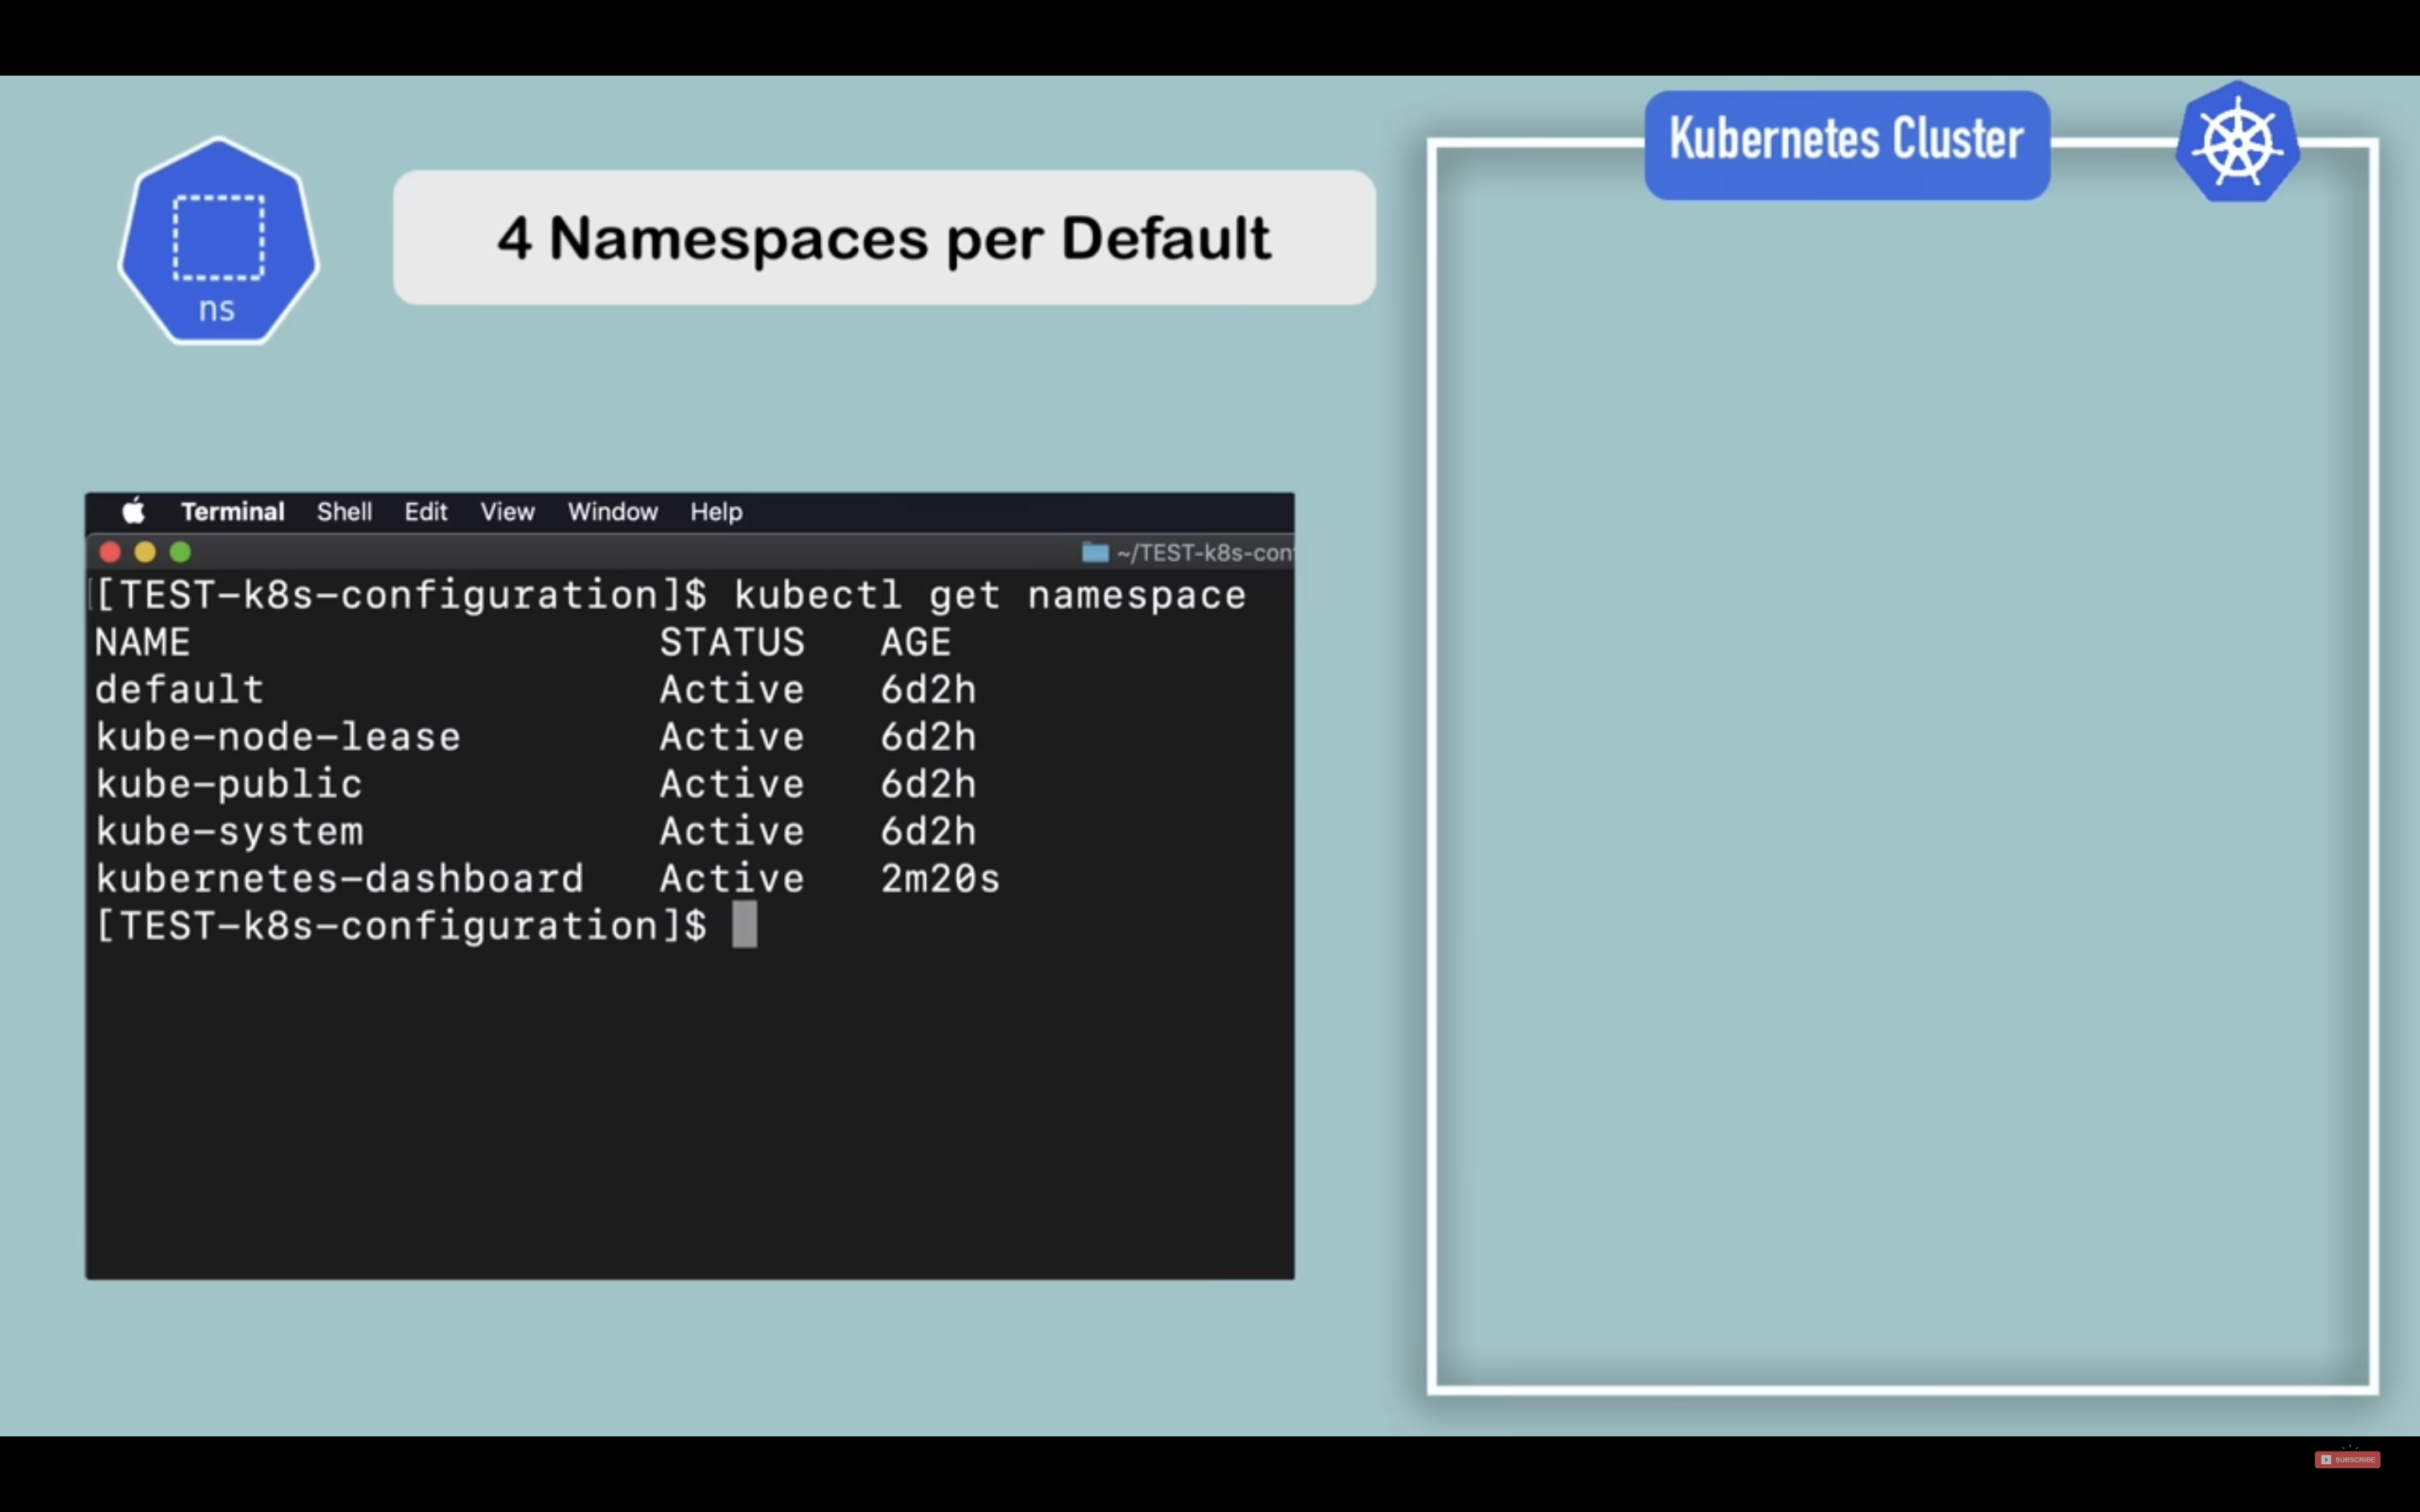 Kubernetes Cluster
4 Namespaces per Default
ns
Terminal Shell Edit View Window Help
~/TEST-k8s-con
[[TEST-k8s-configuration]$ kubectl get namespace
NAME STATUS AGE
default Active 6d2h
kube-node-lease Active 6d2h
kube-public Active 6d2h
kube-system Active 6d2h
kubernetes-dashboard Active 2m20s
[TEST-k8s-configuration]$
SUBSCRIBE